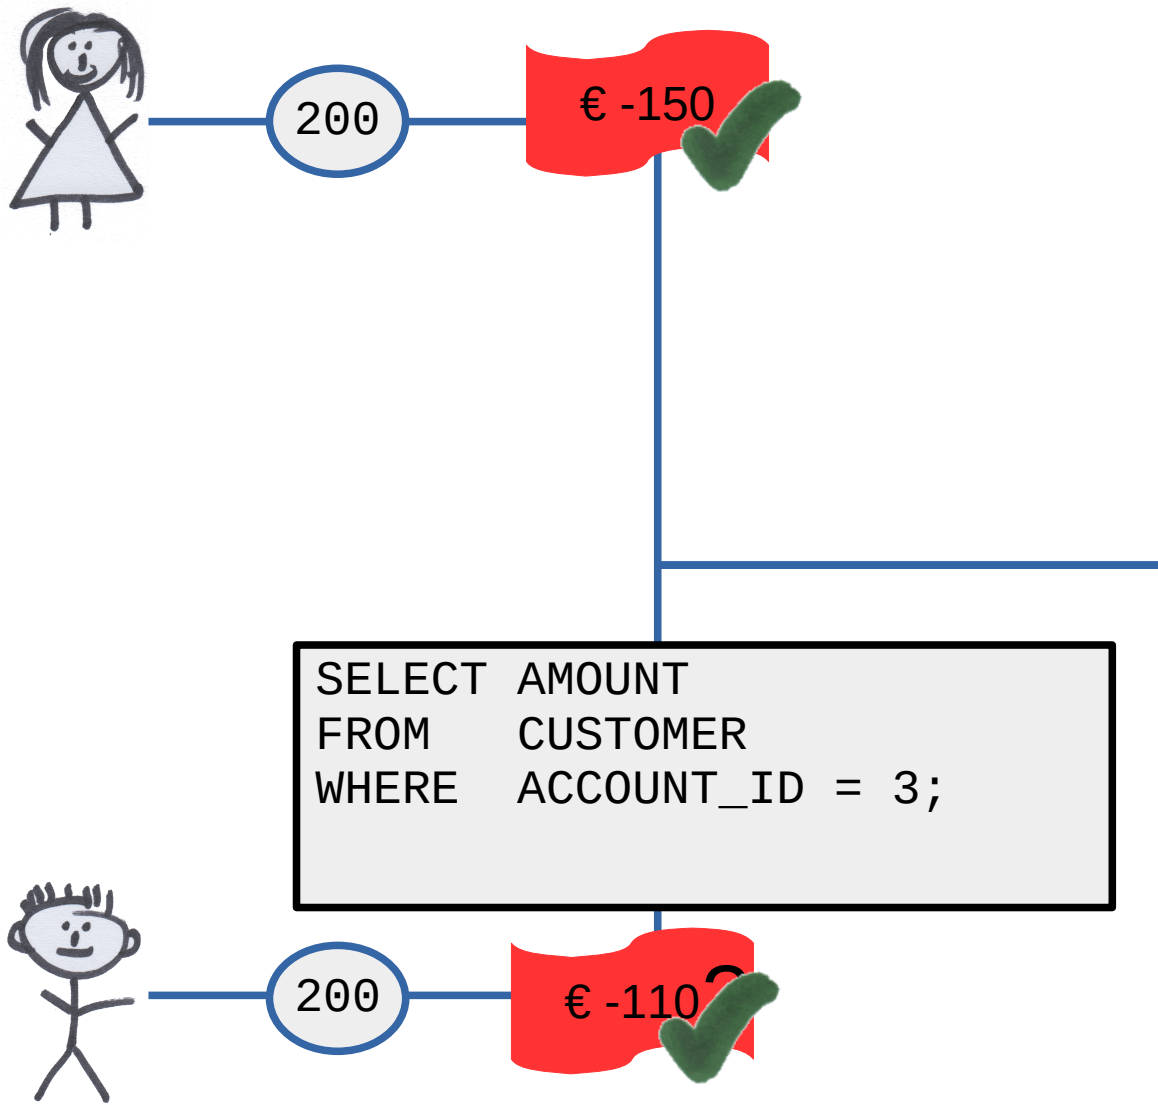 200
€ -150
SELECT AMOUNT
FROM   CUSTOMER
WHERE  ACCOUNT_ID = 3;
200
€ -110